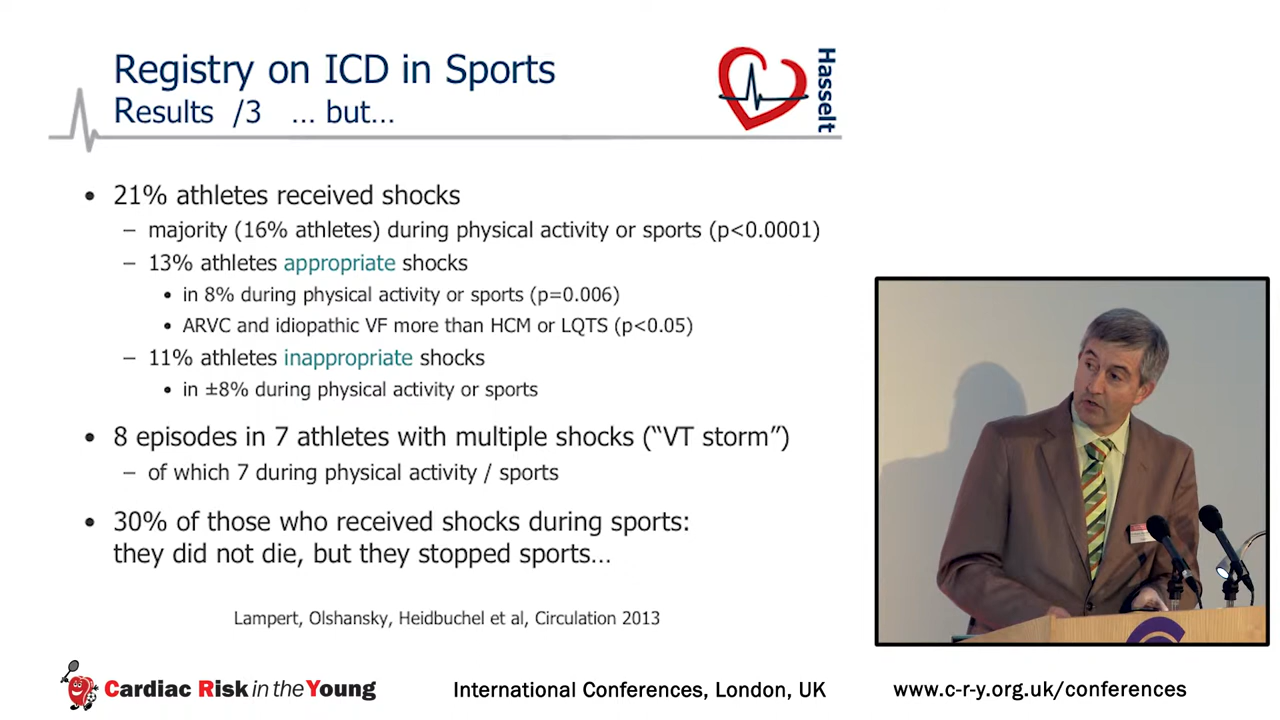 Registry on ICD in Sports
Results /3 … but…
Hasselt
• 21% athletes received shocks
– majority (16% athletes) during physical activity or sports (p<0.0001)
– 13% athletes appropriate shocks
• in 8% during physical activity or sports (p=0.006)
• ARVC and idiopathic VF more than HCM or LQTS (p<0.05)
– 11% athletes inappropriate shocks
• in ±8% during physical activity or sports
• 8 episodes in 7 athletes with multiple shocks (“VT storm”)
– of which 7 during physical activity / sports
• 30% of those who received shocks during sports:
they did not die, but they stopped sports…
Lampert, Olshansky, Heidbuchel et al, Circulation 2013
Cardiac Risk in the Young
International Conferences, London, UK
www.c-r-y.org.uk/conferences